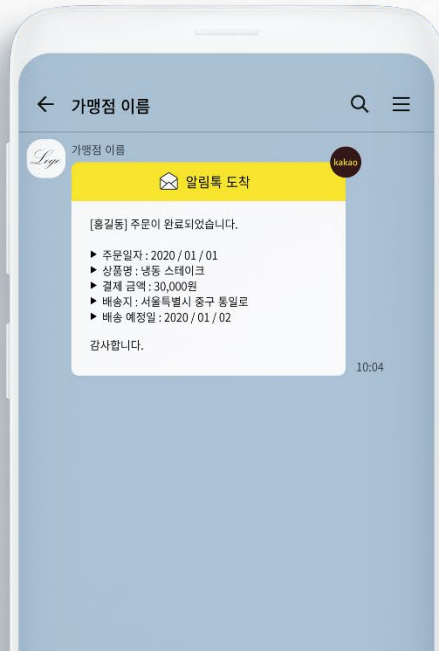 가맹점 이름
Logo
가맹점 이름
kakao
알림톡 도착
[홍길동] 주문이 완료되었습니다.
▶ 주문일자 : 2020 / 01 / 01
▶ 상품명 : 냉동 스테이크
▶ 결제 금액 : 30,000원
▶ 배송지 : 서울특별시 중구 통일로
▶ 배송 예정일 : 2020 / 01 / 02
감사합니다.
10:04